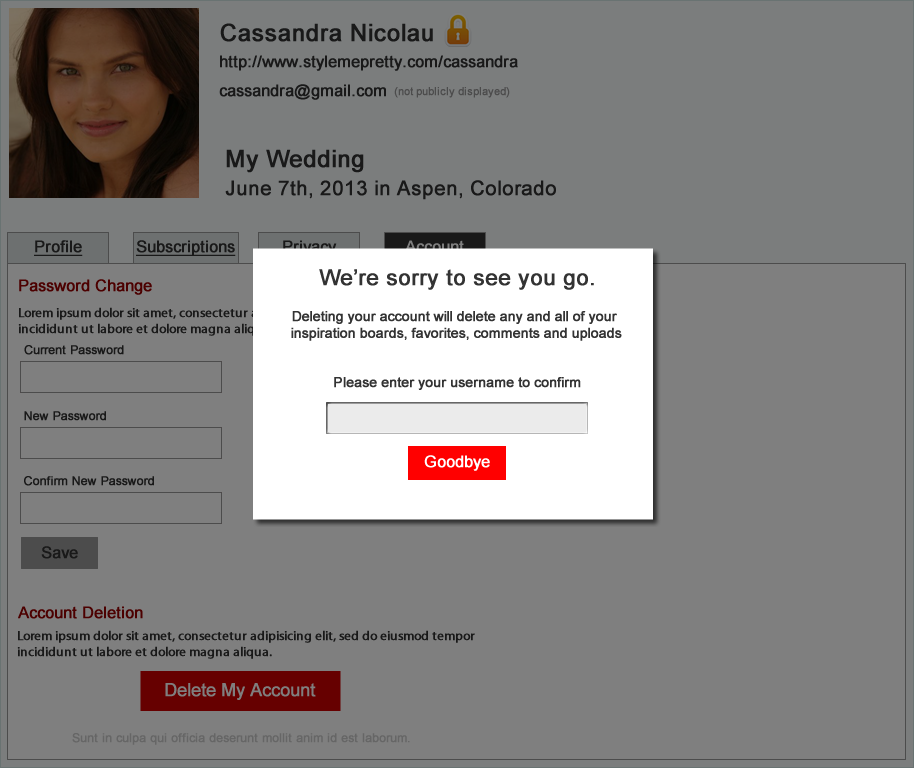 Cassandra Nicolau
http://www.stylemepretty.com/cassandra
cassandra@gmail.com (not publicly displayed)
My Wedding
June 7th, 2013 in Aspen, Colorado
Profile Subscriptions Privacy Account
Password Change
Lorem ipsum dolor sit amet, consectetur
incididunt ut labore et dolore magna
Current Password
New Password
Confirm New Password
Save
We’re sorry to see you go.
Deleting your account will delete any and all of your
inspiration boards, favorites, comments and uploads
Please enter your username to confirm
Goodbye
Account Deletion
Lorem ipsum dolor sit amet, consectetur adipisicing elit, sed do eiusmod tempor
incididunt ut labore et dolore magna aliqua.
Delete My Account
Sunt in culpa qui officia deserunt mollit anim id est laborum.